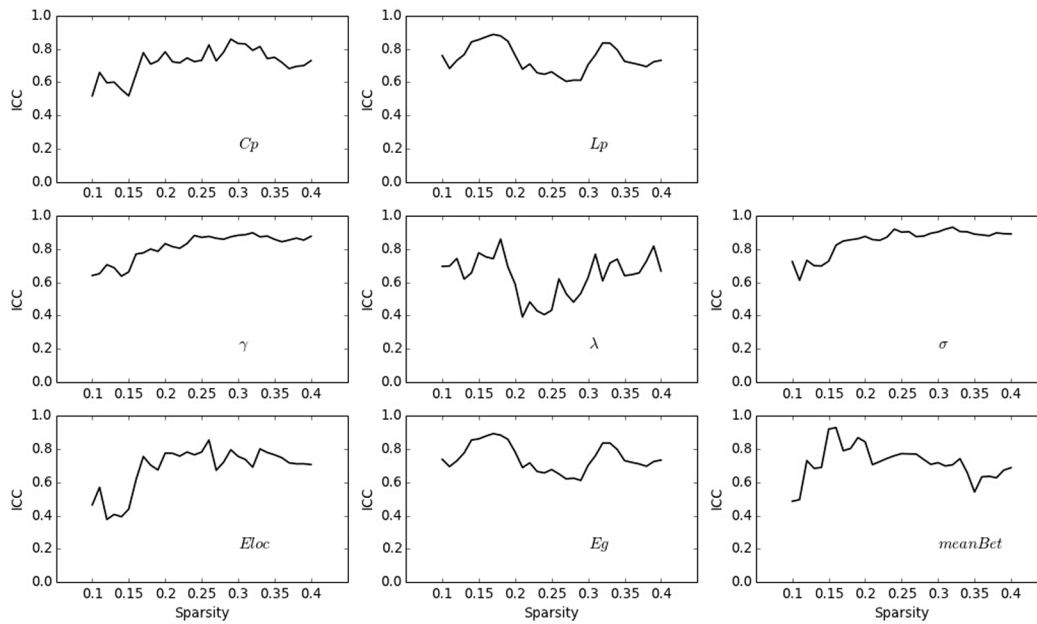 1.0 1.0
0.8 0.8
0.6 0.6
ICC ICC
0.4 0.4
0.2 Cp 0.2 Lp
0.0 0.0
0.1 0.15 0.2 0.25 0.3 0.35 0.4 0.1 0.15 0.2 0.25 0.3 0.35 0.4
1.0 1.0 1.0
0.8 0.8 0.8
0.6 0.6 0.6
ICC ICC ICC
0.4 0.4 0.4
0.2 γ 0.2 λ 0.2 σ
0.0 0.0 0.0
0.1 0.15 0.2 0.25 0.3 0.35 0.4 0.1 0.15 0.2 0.25 0.3 0.35 0.4 0.1 0.15 0.2 0.25 0.3 0.35 0.4
1.0 1.0 1.0
0.8 0.8 0.8
0.6 0.6 0.6
ICC ICC ICC
0.4 0.4 0.4
0.2 Eloc 0.2 Eg 0.2 meanBet
0.0 0.0 0.0
0.1 0.15 0.2 0.25 0.3 0.35 0.4 0.1 0.15 0.2 0.25 0.3 0.35 0.4 0.1 0.15 0.2 0.25 0.3 0.35 0.4
Sparsity Sparsity Sparsity